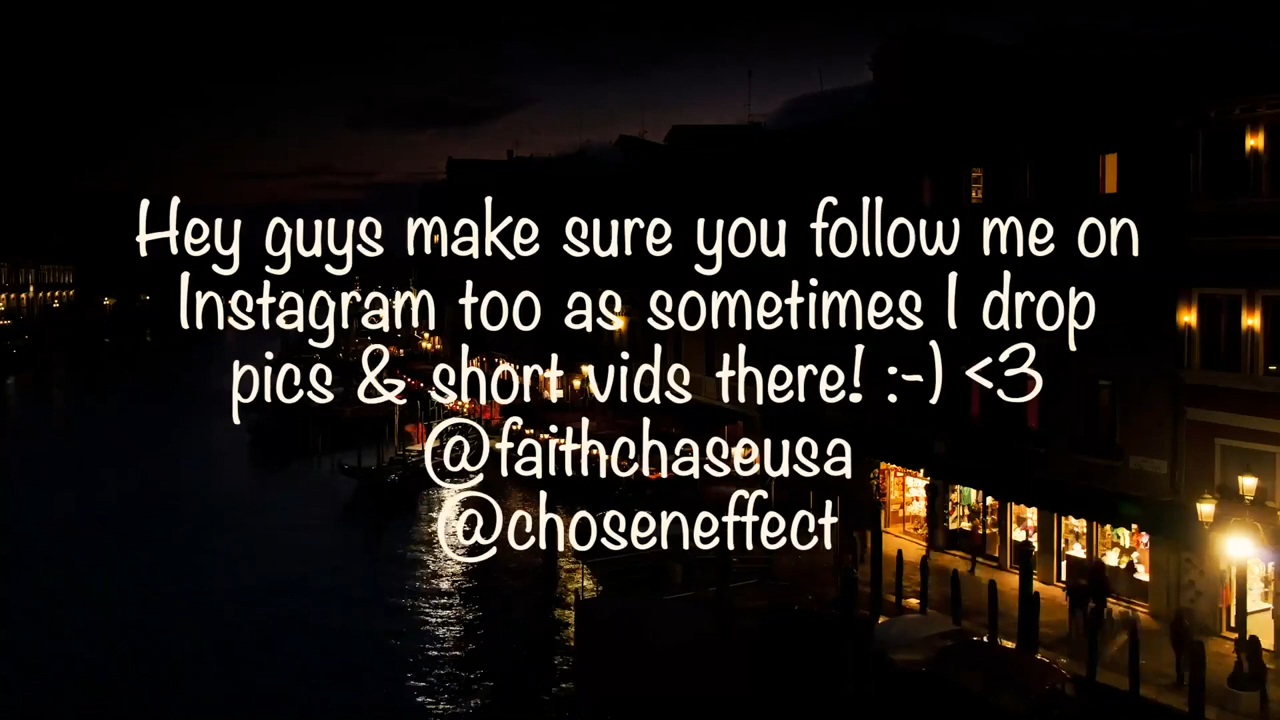 Hey guys make sure you follow me on
Instagram too as sometimes I drop
pics & short vids there! :-) <3
@faithchaseusa
@choseneffect